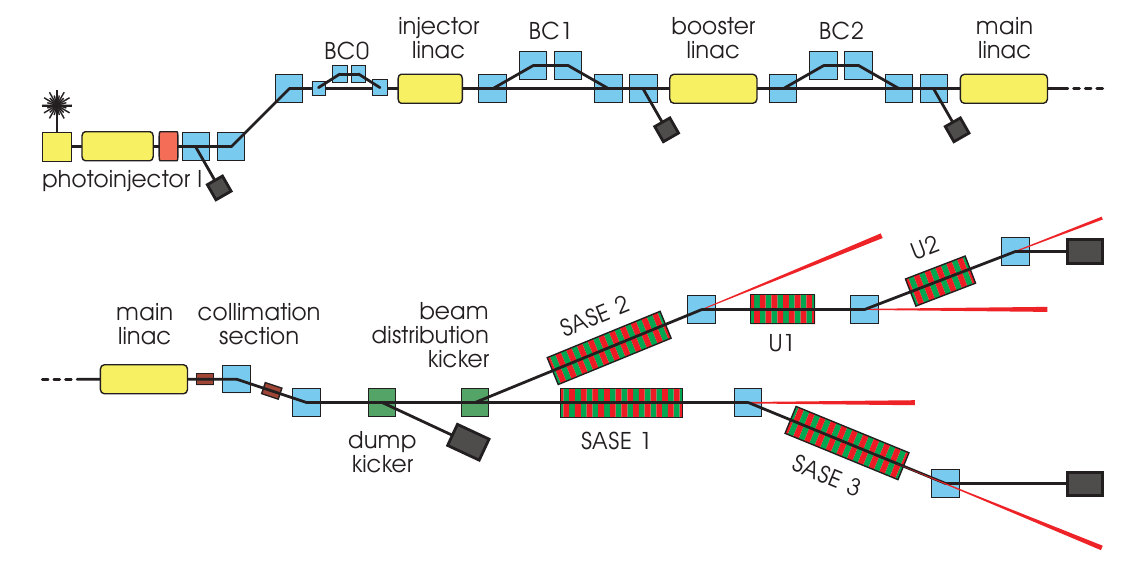 BC0
injector
linac
BC1
booster
linac
BC2
main
linac
photoinjector I
main
linac
collimation
section
beam
distribution
kicker
dump
kicker
SASE 2
U1
U2
SASE 1
SASE 3